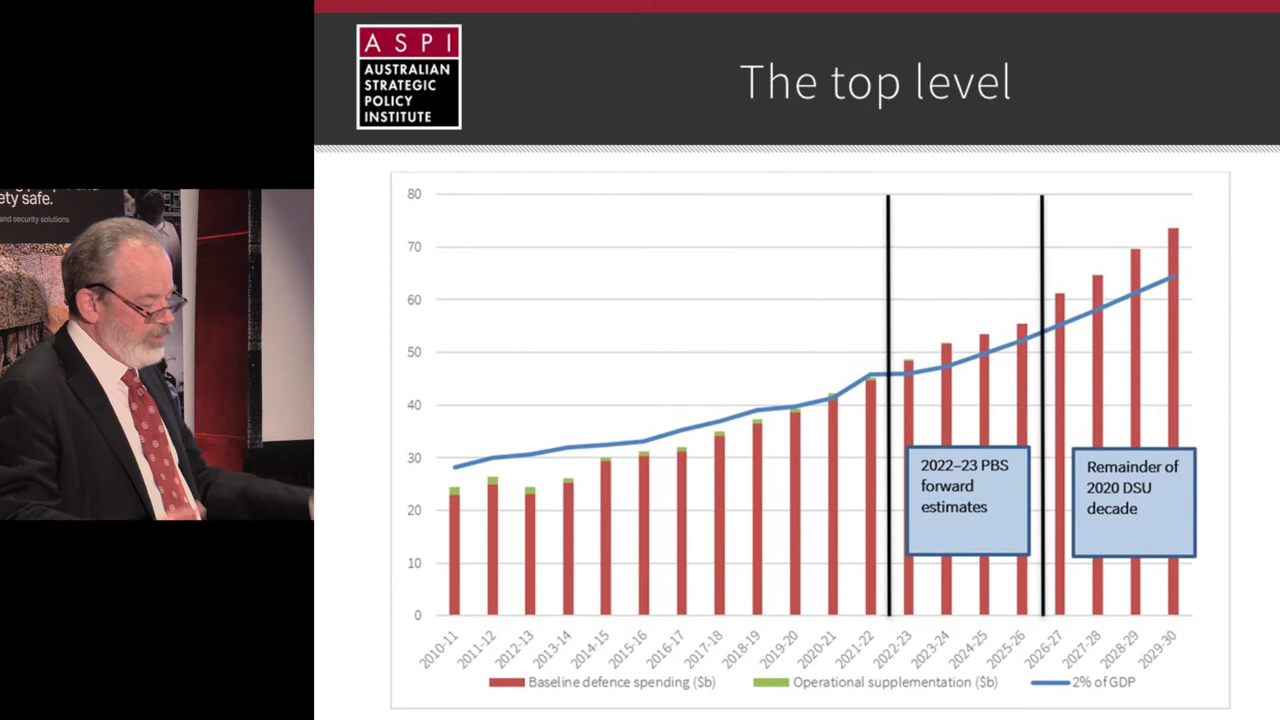 ety safe.
and security solutions
ASPI
AUSTRALIAN
STRATEGIC
POLICY
INSTITUTE
The top level
80
70
60
50
40
30
20
10
0
2022–23 PBS
forward
estimates
Remainder of
2020 DSU
decade
2010-11
2011-12
2012-13
2013-14
2014-15
2015-16
2016-17
2017-18
2018-19
2019-20
2020-21
2021-22
2022-23
2023-24
2024-25
2025-26
2026-27
2027-28
2028-29
2029-30
Baseline defence spending ($b)
Operational supplementation ($b)
2% of GDP